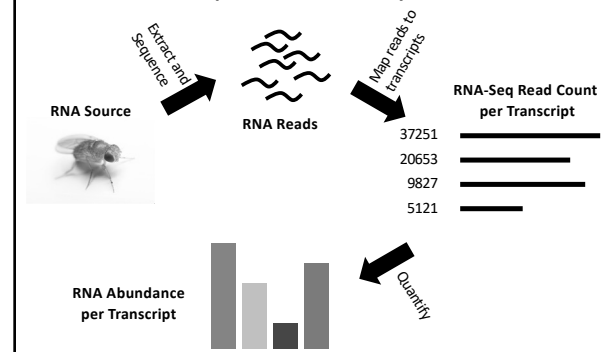 Extract and
Sequence
Map reads to
transcripts
RNA-Seq Read Count
per Transcript
RNA Source
RNA Reads
37251
20653
9827
5121
Quantify
RNA Abundance
per Transcript